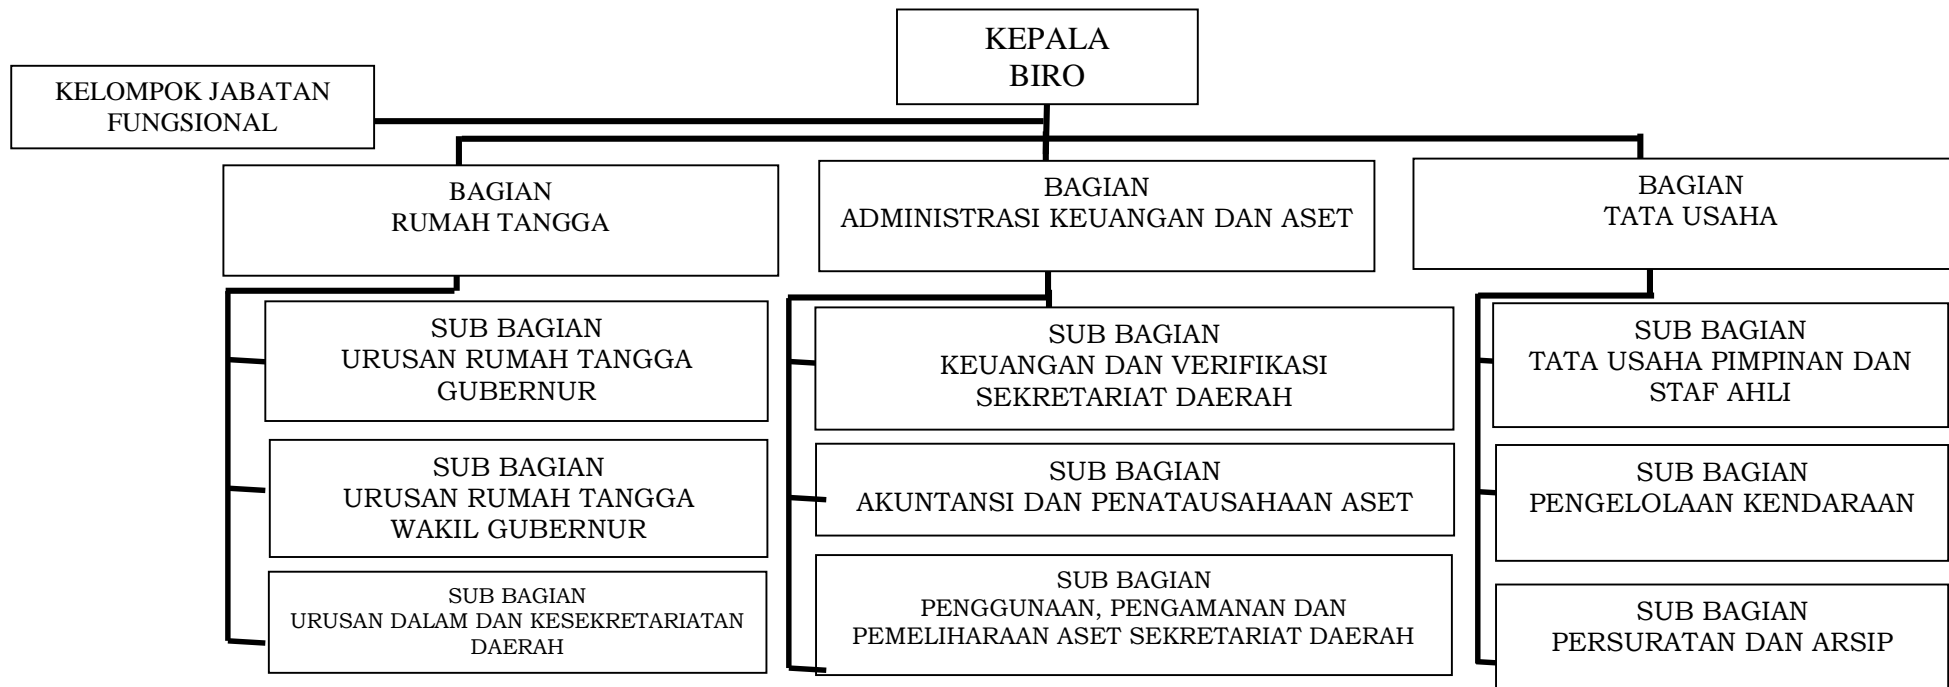 KEPALA
BIRO
KELOMPOK JABATAN
FUNGSIONAL
BAGIAN
RUMAH TANGGA
BAGIAN
ADMINISTRASI KEUANGAN DAN ASET
BAGIAN
TATA USAHA
SUB BAGIAN
URUSAN RUMAH TANGGA
GUBERNUR
SUB BAGIAN
URUSAN RUMAH TANGGA
WAKIL GUBERNUR
SUB BAGIAN
URUSAN DALAM DAN KESEKRETARIATAN
DAERAH
SUB BAGIAN
KEUANGAN DAN VERIFIKASI
SEKRETARIAT DAERAH
SUB BAGIAN
AKUNTANSI DAN PENATAUSAHAAN ASET
SUB BAGIAN
PENGGUNAAN, PENGAMANAN DAN
PEMELIHARAAN ASET SEKRETARIAT DAERAH
SUB BAGIAN
TATA USAHA PIMPINAN DAN
STAF AHLI
SUB BAGIAN
PENGELOLAAN KENDARAAN
SUB BAGIAN
PERSURATAN DAN ARSIP